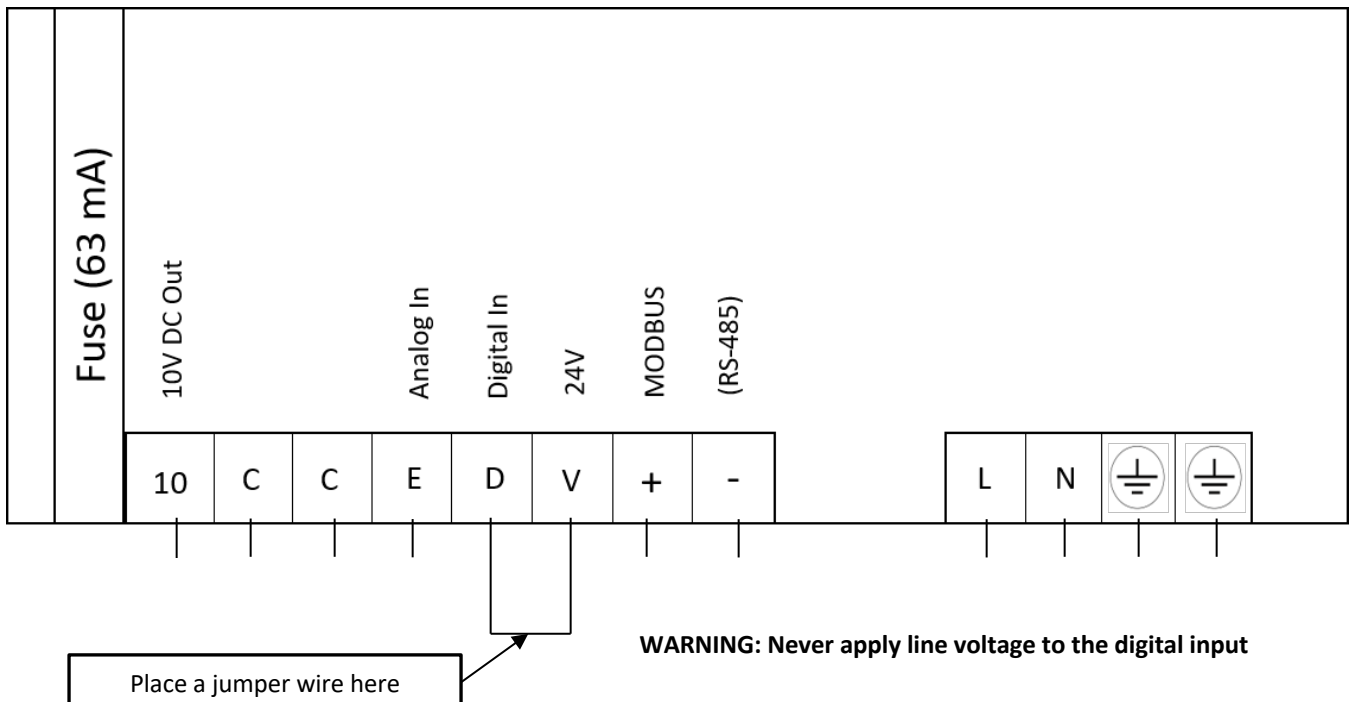 Fuse (63 mA)
10V DC Out
Analog In
Digital In
24V
MODBUS
(RS-485)
10 C C E D V + -
L N
WARNING: Never apply line voltage to the digital input
Place a jumper wire here